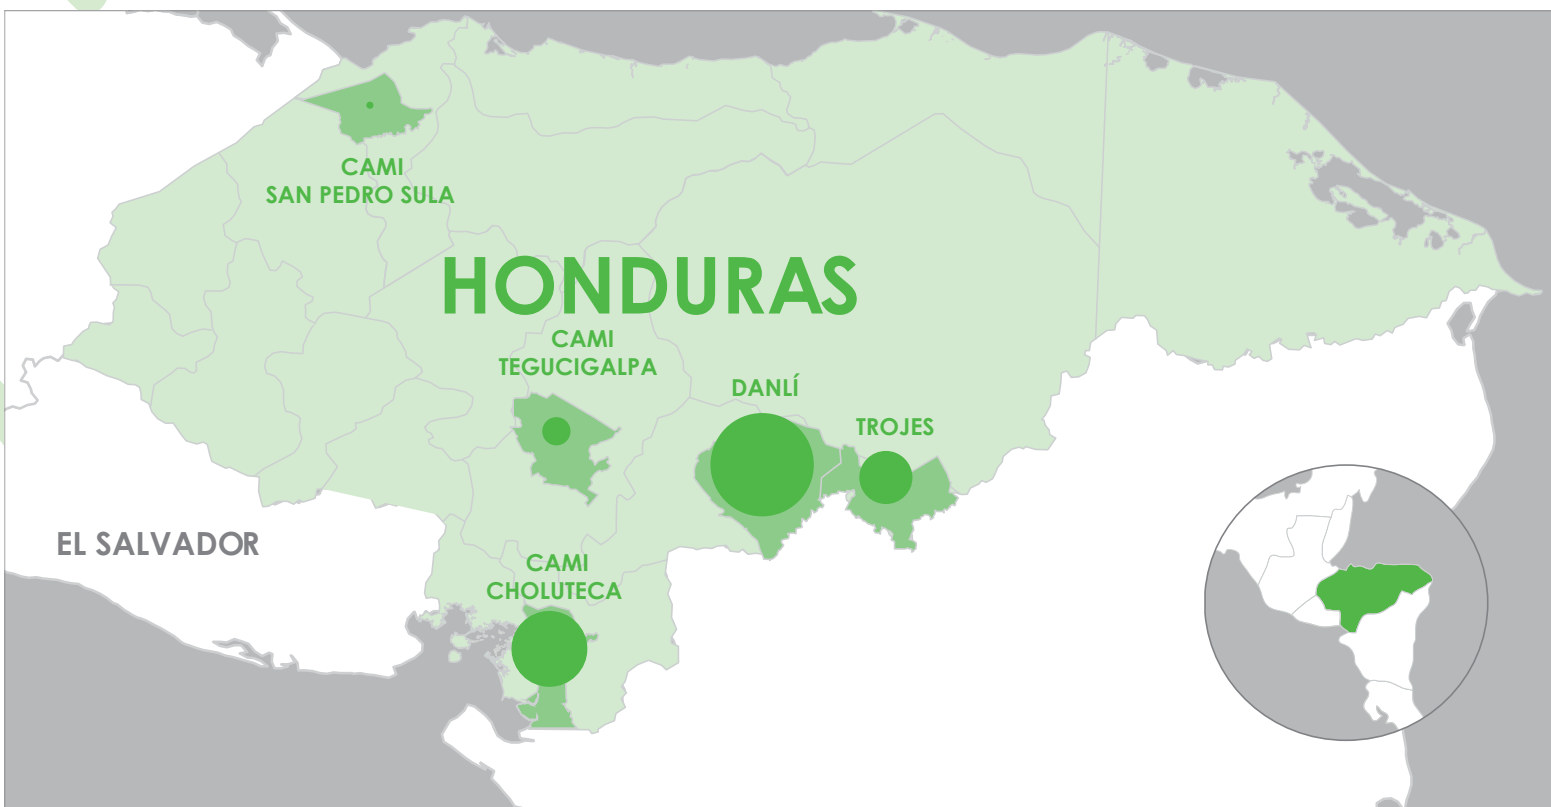 CAMI
SAN PEDRO SULA
HONDURAS
CAMI
TEGUCIGALPA
DANLÍ
TROJES
EL SALVADOR
CAMI
CHOLUTECA